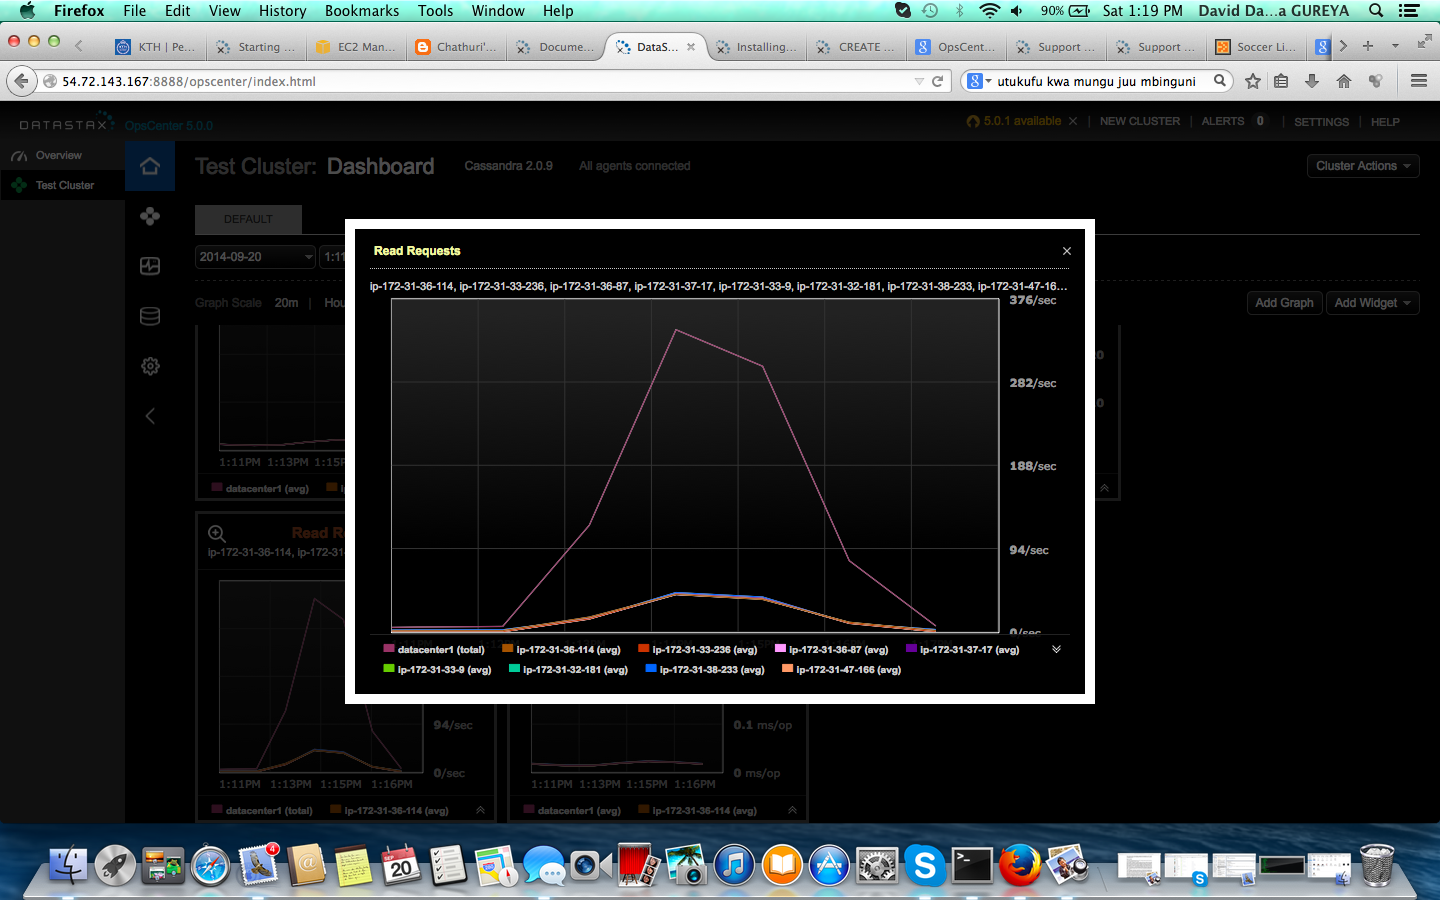 Firefox File Edit View History Bookmarks Tools Window Help 90% Sat 1:19 PM David Da...a GUREYA
KTH | Pe... Starting ... EC2 Man... Chathuri'... Docume... DataS... Installing... CREATE ... OpsCent... Support ... Support ... Soccer Li...
54.72.143.167:8888/opscenter/index.html utukufu kwa mungu juu mbinguni
DATASTAX OpsCenter 5.0.0 5.0.1 available × | NEW CLUSTER | ALERTS 0 | SETTINGS | HELP
Overview
Test Cluster
Test Cluster: Dashboard Cassandra 2.0.9 All agents connected Cluster Actions
DEFAULT
2014-09-20 1:11
Graph Scale 20m | Hou
Add Graph Add Widget
Read Requests ×
ip-172-31-36-114, ip-172-31-33-236, ip-172-31-36-87, ip-172-31-37-17, ip-172-31-33-9, ip-172-31-32-181, ip-172-31-38-233, ip-172-31-47-16...
376/sec
282/sec
188/sec
94/sec
0/sec
datacenter1 (total) ip-172-31-36-114 (avg) ip-172-31-33-236 (avg) ip-172-31-36-87 (avg) ip-172-31-37-17 (avg)
ip-172-31-33-9 (avg) ip-172-31-32-181 (avg) ip-172-31-38-233 (avg) ip-172-31-47-166 (avg)
1:11PM 1:13PM 1:15P
datacenter1 (avg)
Read R
ip-172-31-36-114, ip-172-31
94/sec
0/sec
1:11PM 1:13PM 1:15PM 1:16PM
datacenter1 (total) ip-172-31-36-114 (avg)
0.1 ms/op
0 ms/op
1:11PM 1:13PM 1:15PM 1:16PM
datacenter1 (avg) ip-172-31-36-114 (avg)
4
SEP
20